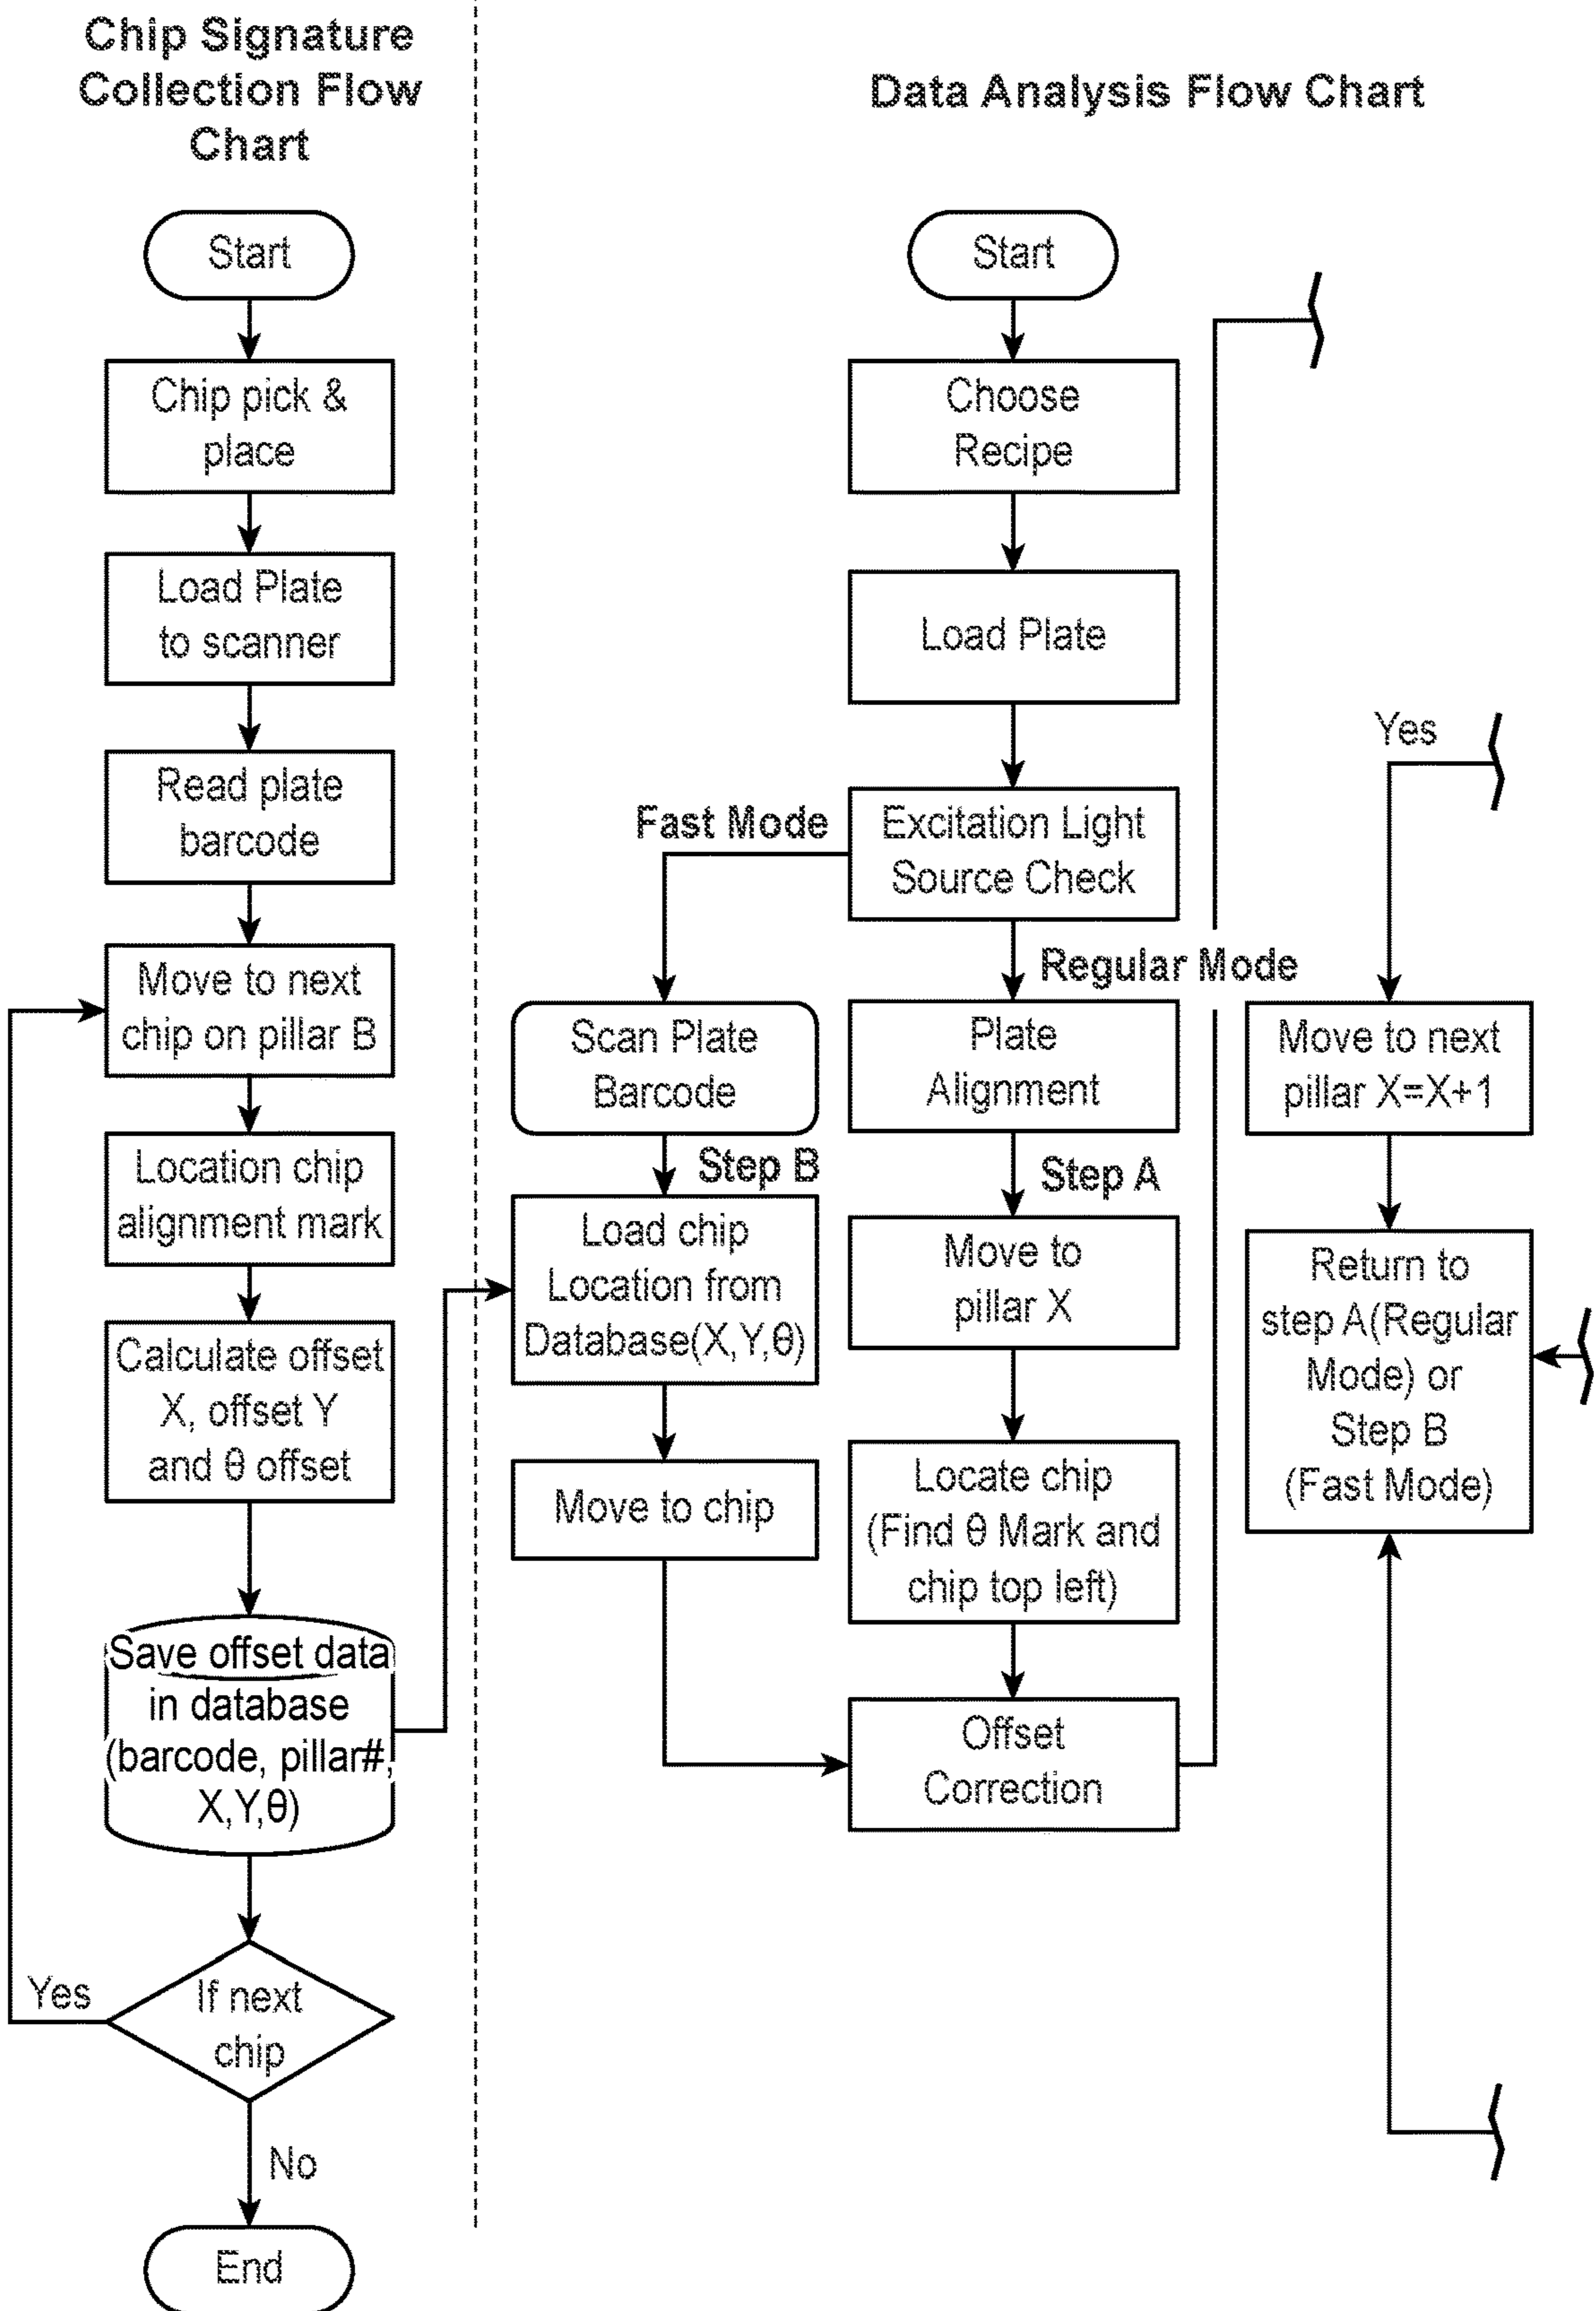 Chip Signature
Collection Flow
Chart
Start
Chip pick &
place
Load Plate
to scanner
Read plate
barcode
Move to next
chip on pillar B
Location chip
alignment mark
Calculate offset
X, offset Y
and θ offset
Save offset data
in database
(barcode, pillar#,
X,Y,θ)
If next
chip
Yes
No
End
Data Analysis Flow Chart
Start
Choose
Recipe
Load Plate
Excitation Light
Source Check
Fast Mode
Regular Mode
Scan Plate
Barcode
Step B
Load chip
Location from
Database(X,Y,θ)
Move to chip
Plate
Alignment
Step A
Move to
pillar X
Locate chip
(Find θ Mark and
chip top left)
Offset
Correction
Yes
Move to next
pillar X=X+1
Return to
step A(Regular
Mode) or
Step B
(Fast Mode)